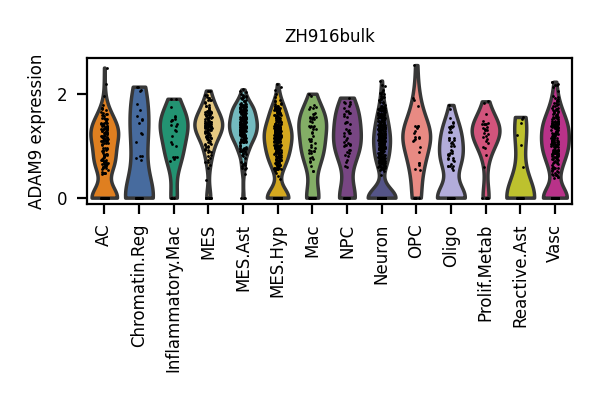 ZH916bulk
ADAM9 expression
2
0
AC
Chromatin.Reg
Inflammatory.Mac
MES
MES.Ast
MES.Hyp
Mac
NPC
Neuron
OPC
Oligo
Prolif.Metab
Reactive.Ast
Vasc